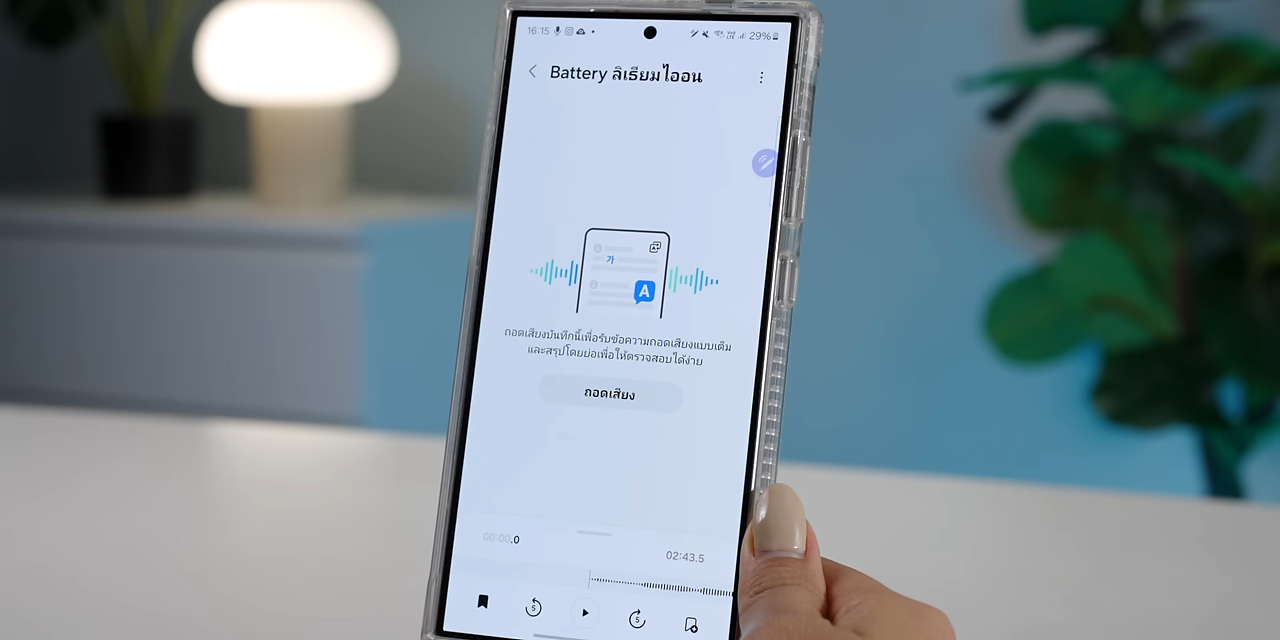 16:15
29%
Battery ลิเธียมไอออน
가
A
ถอดเสียงบันทึกนี้เพื่อรับข้อความถอดเสียงแบบเต็ม
และสรุปโดยย่อเพื่อให้ตรวจสอบได้ง่าย
ถอดเสียง
00:00.0
02:43.5
5
5